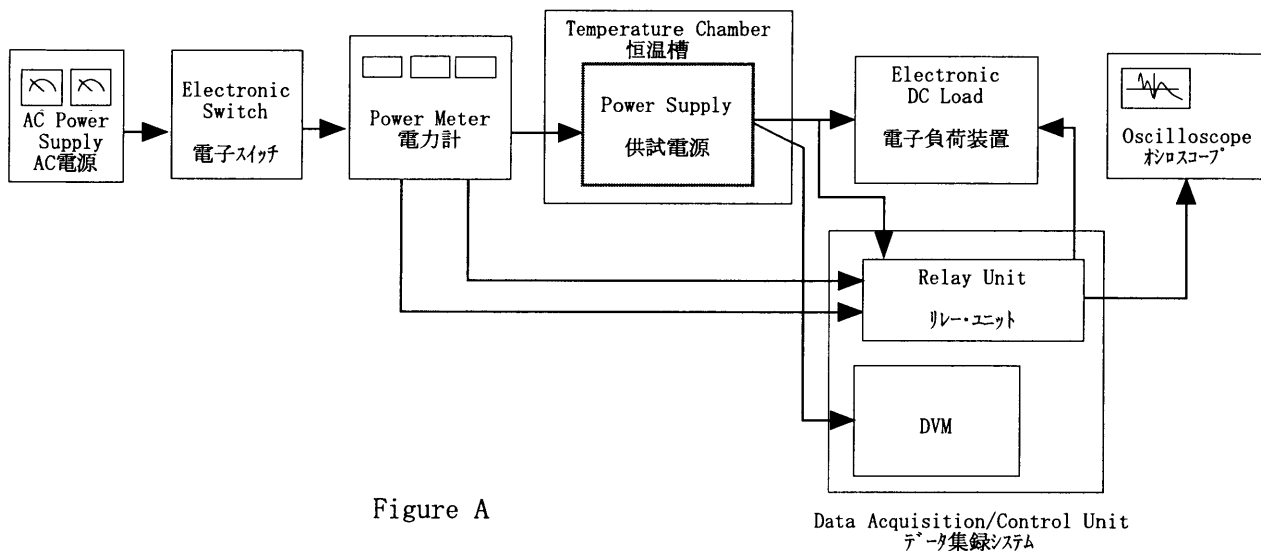 AC Power
Supply
AC電源
Electronic
Switch
電子スイッチ
Power Meter
電力計
Temperature Chamber
恒温槽
Power Supply
供試電源
Electronic
DC Load
電子負荷装置
Oscilloscope
オシロスコープ
Relay Unit
リレー・ユニット
DVM
Figure A
Data Acquisition/Control Unit
データ集録システム